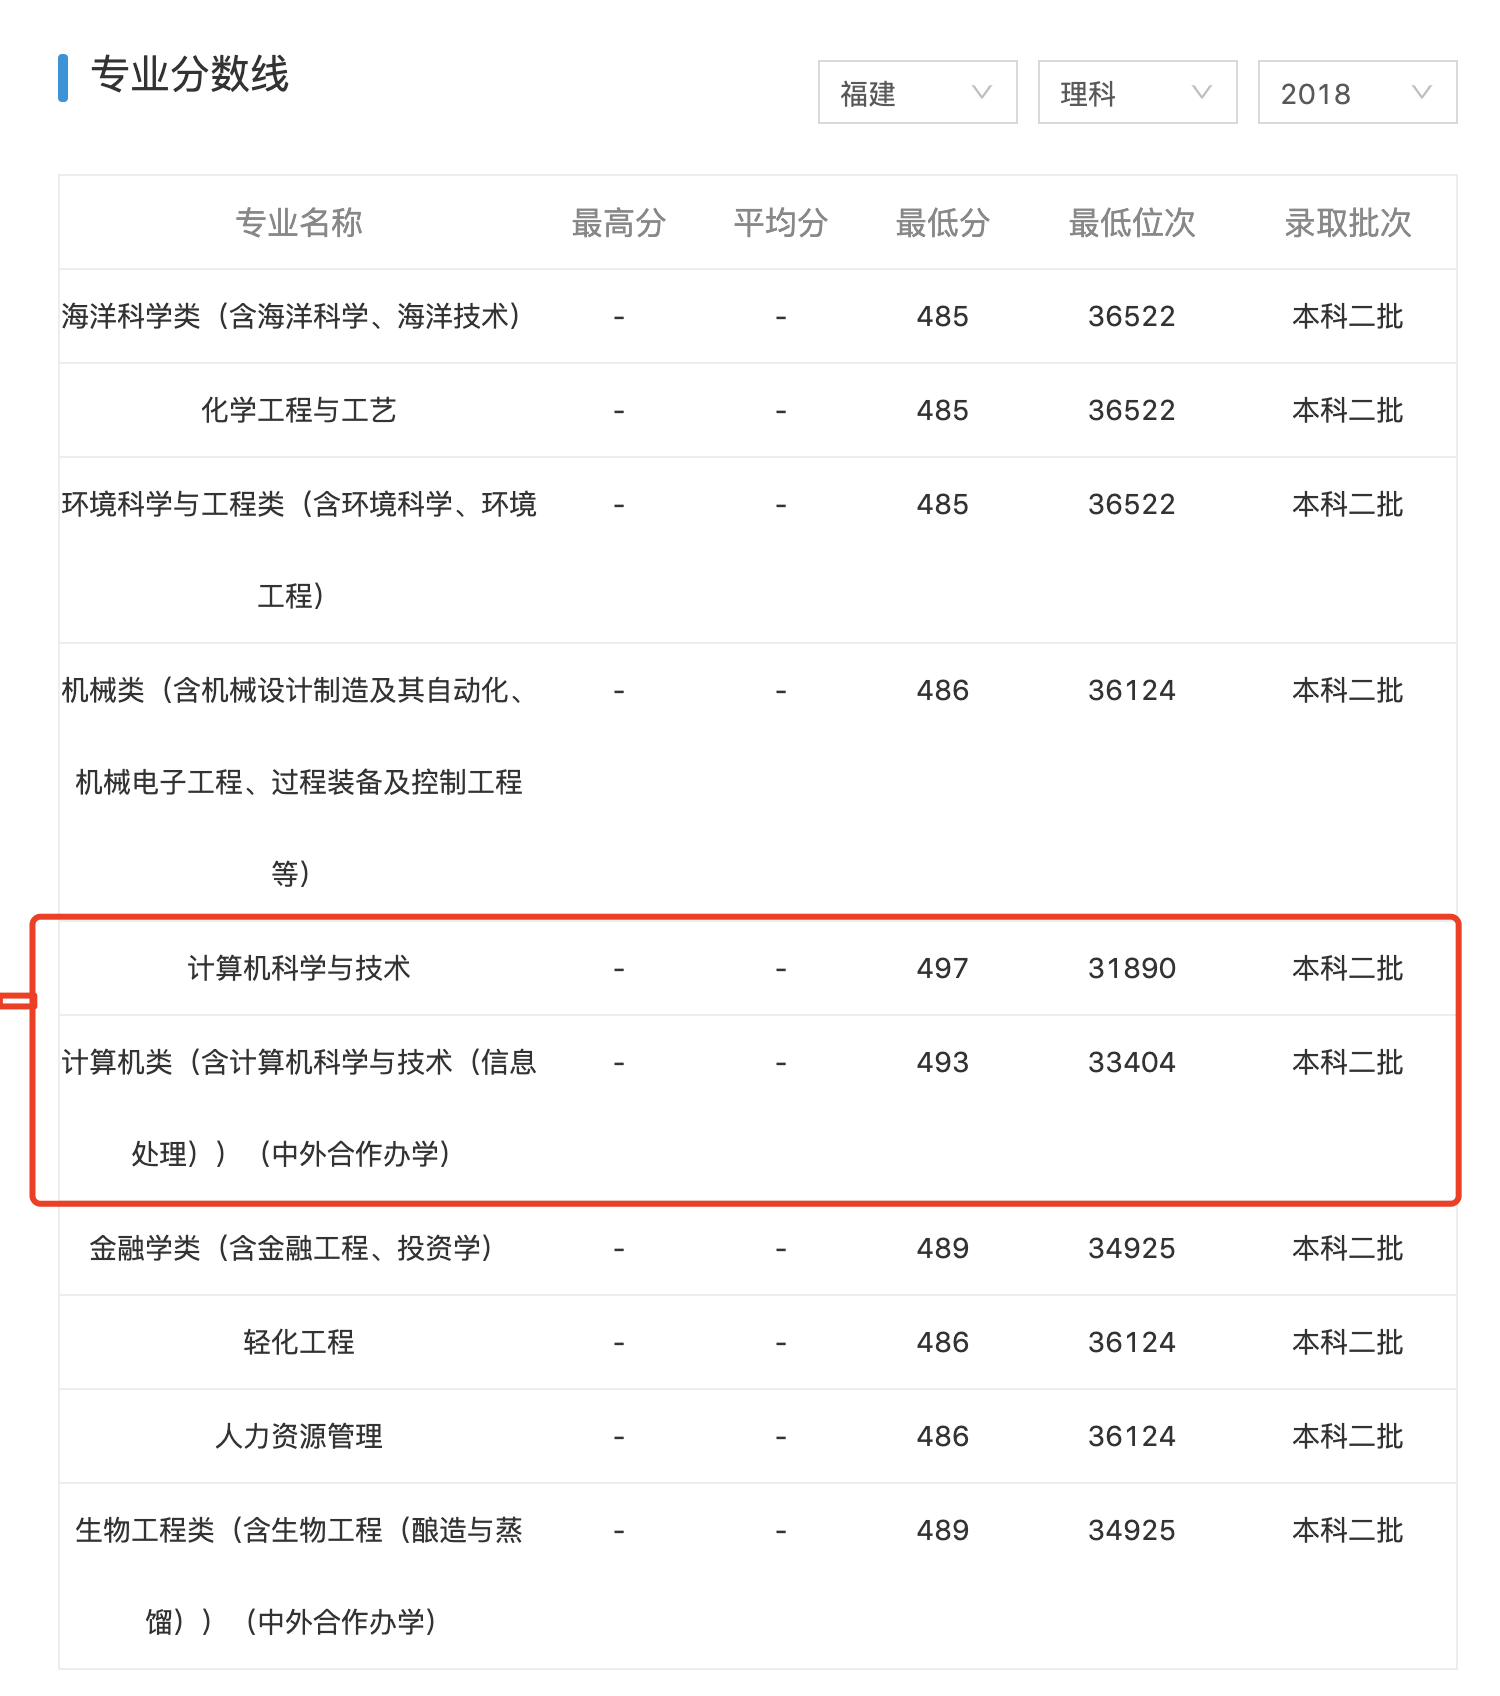 专业分数线
福建 理科 2018
专业名称 最高分 平均分 最低分 最低位次 录取批次
海洋科学类（含海洋科学、海洋技术） - - 485 36522 本科二批
化学工程与工艺 - - 485 36522 本科二批
环境科学与工程类（含环境科学、环境 - - 485 36522 本科二批
工程）
机械类（含机械设计制造及其自动化、 - - 486 36124 本科二批
机械电子工程、过程装备及控制工程
等）
计算机科学与技术 - - 497 31890 本科二批
计算机类（含计算机科学与技术（信息 - - 493 33404 本科二批
处理））（中外合作办学）
金融学类（含金融工程、投资学） - - 489 34925 本科二批
轻化工程 - - 486 36124 本科二批
人力资源管理 - - 486 36124 本科二批
生物工程类（含生物工程（酿造与蒸 - - 489 34925 本科二批
馏））（中外合作办学）